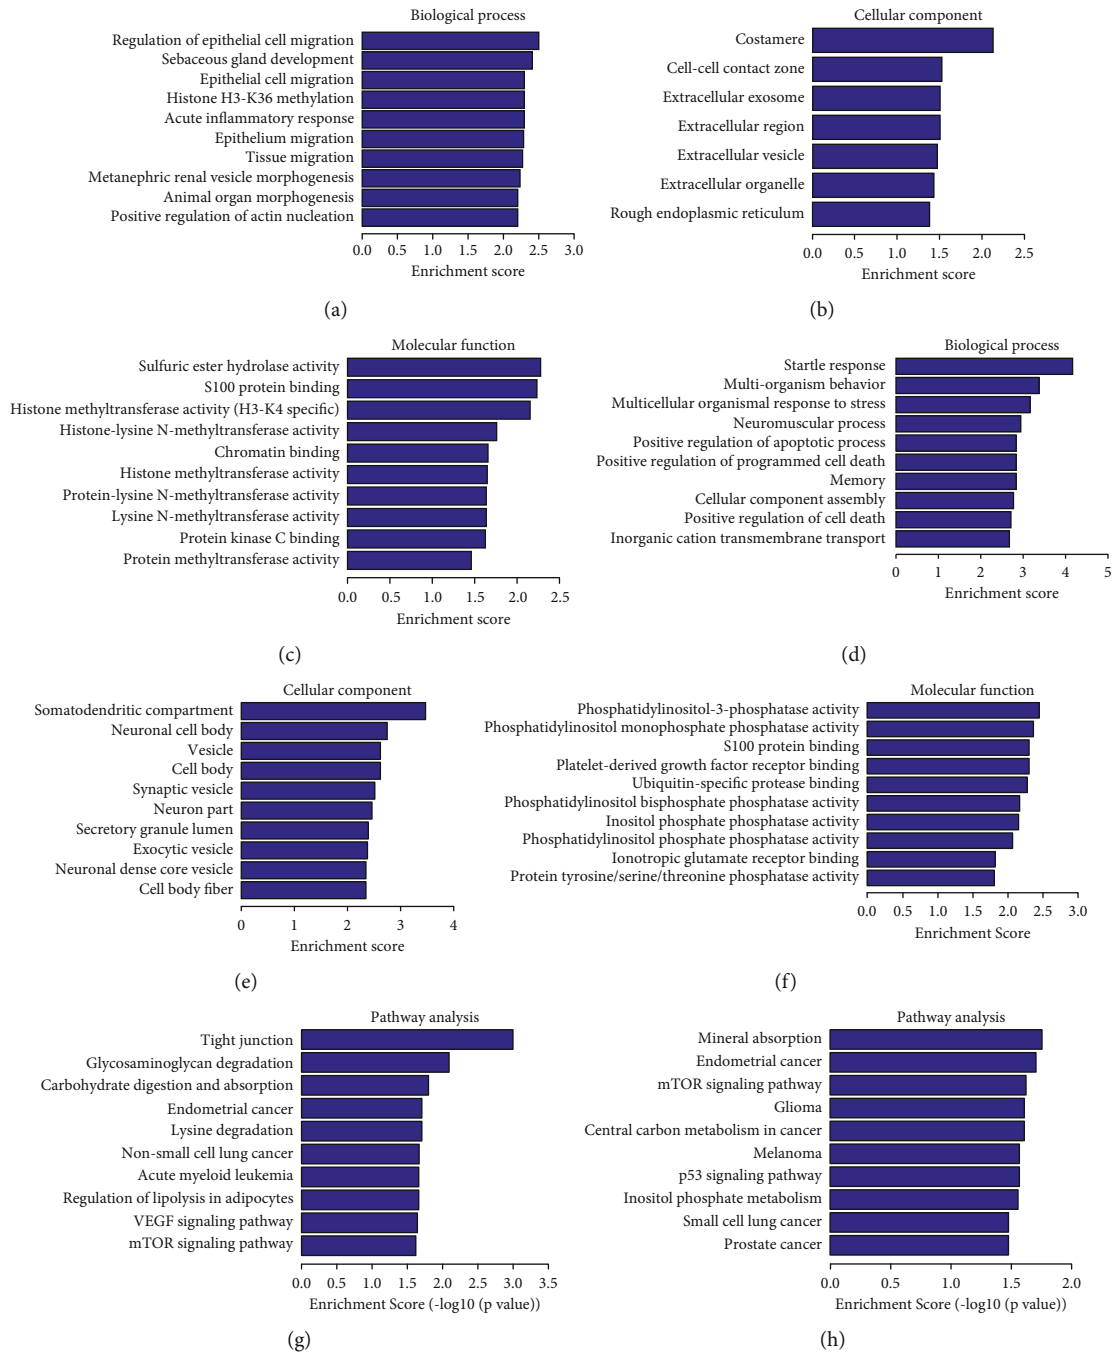 Biological process
Regulation of epithelial cell migration
Sebaceous gland development
Epithelial cell migration
Histone H3-K36 methylation
Acute inflammatory response
Epithelium migration
Tissue migration
Metanephric renal vesicle morphogenesis
Animal organ morphogenesis
Positive regulation of actin nucleation
0.0 0.5 1.0 1.5 2.0 2.5 3.0
Enrichment score
(a)
Cellular component
Costamere
Cell-cell contact zone
Extracellular exosome
Extracellular region
Extracellular vesicle
Extracellular organelle
Rough endoplasmic reticulum
0.0 0.5 1.0 1.5 2.0 2.5
Enrichment score
(b)
Molecular function
Sulfuric ester hydrolase activity
S100 protein binding
Histone methyltransferase activity (H3-K4 specific)
Histone-lysine N-methyltransferase activity
Chromatin binding
Histone methyltransferase activity
Protein-lysine N-methyltransferase activity
Lysine N-methyltransferase activity
Protein kinase C binding
Protein methyltransferase activity
0.0 0.5 1.0 1.5 2.0 2.5
Enrichment score
(c)
Biological process
Startle response
Multi-organism behavior
Multicellular organismal response to stress
Neuromuscular process
Positive regulation of apoptotic process
Positive regulation of programmed cell death
Memory
Cellular component assembly
Positive regulation of cell death
Inorganic cation transmembrane transport
0 1 2 3 4 5
Enrichment score
(d)
Cellular component
Somatodendritic compartment
Neuronal cell body
Vesicle
Cell body
Synaptic vesicle
Neuron part
Secretory granule lumen
Exocytic vesicle
Neuronal dense core vesicle
Cell body fiber
0 1 2 3 4
Enrichment score
(e)
Molecular function
Phosphatidylinositol-3-phosphatase activity
Phosphatidylinositol monophosphate phosphatase activity
S100 protein binding
Platelet-derived growth factor receptor binding
Ubiquitin-specific protease binding
Phosphatidylinositol bisphosphate phosphatase activity
Inositol phosphate phosphatase activity
Phosphatidylinositol phosphate phosphatase activity
Ionotropic glutamate receptor binding
Protein tyrosine/serine/threonine phosphatase activity
0.0 0.5 1.0 1.5 2.0 2.5 3.0
Enrichment Score
(f)
Pathway analysis
Tight junction
Glycosaminoglycan degradation
Carbohydrate digestion and absorption
Endometrial cancer
Lysine degradation
Non-small cell lung cancer
Acute myeloid leukemia
Regulation of lipolysis in adipocytes
VEGF signaling pathway
mTOR signaling pathway
0.0 0.5 1.0 1.5 2.0 2.5 3.0 3.5
Enrichment Score (-log10 (p value))
(g)
Pathway analysis
Mineral absorption
Endometrial cancer
mTOR signaling pathway
Glioma
Central carbon metabolism in cancer
Melanoma
p53 signaling pathway
Inositol phosphate metabolism
Small cell lung cancer
Prostate cancer
0.0 0.5 1.0 1.5 2.0
Enrichment Score (-log10 (p value))
(h)